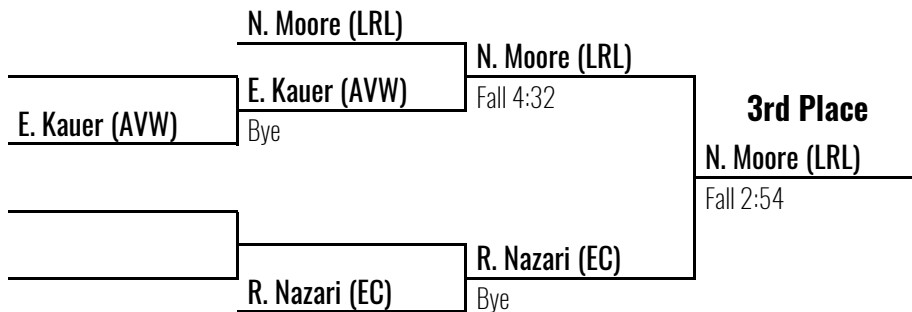 N. Moore (LRL)
N. Moore (LRL)
E. Kauer (AVW)
Fall 4:32
3rd Place
E. Kauer (AVW)
Bye
N. Moore (LRL)
Fall 2:54
R. Nazari (EC)
R. Nazari (EC)
Bye